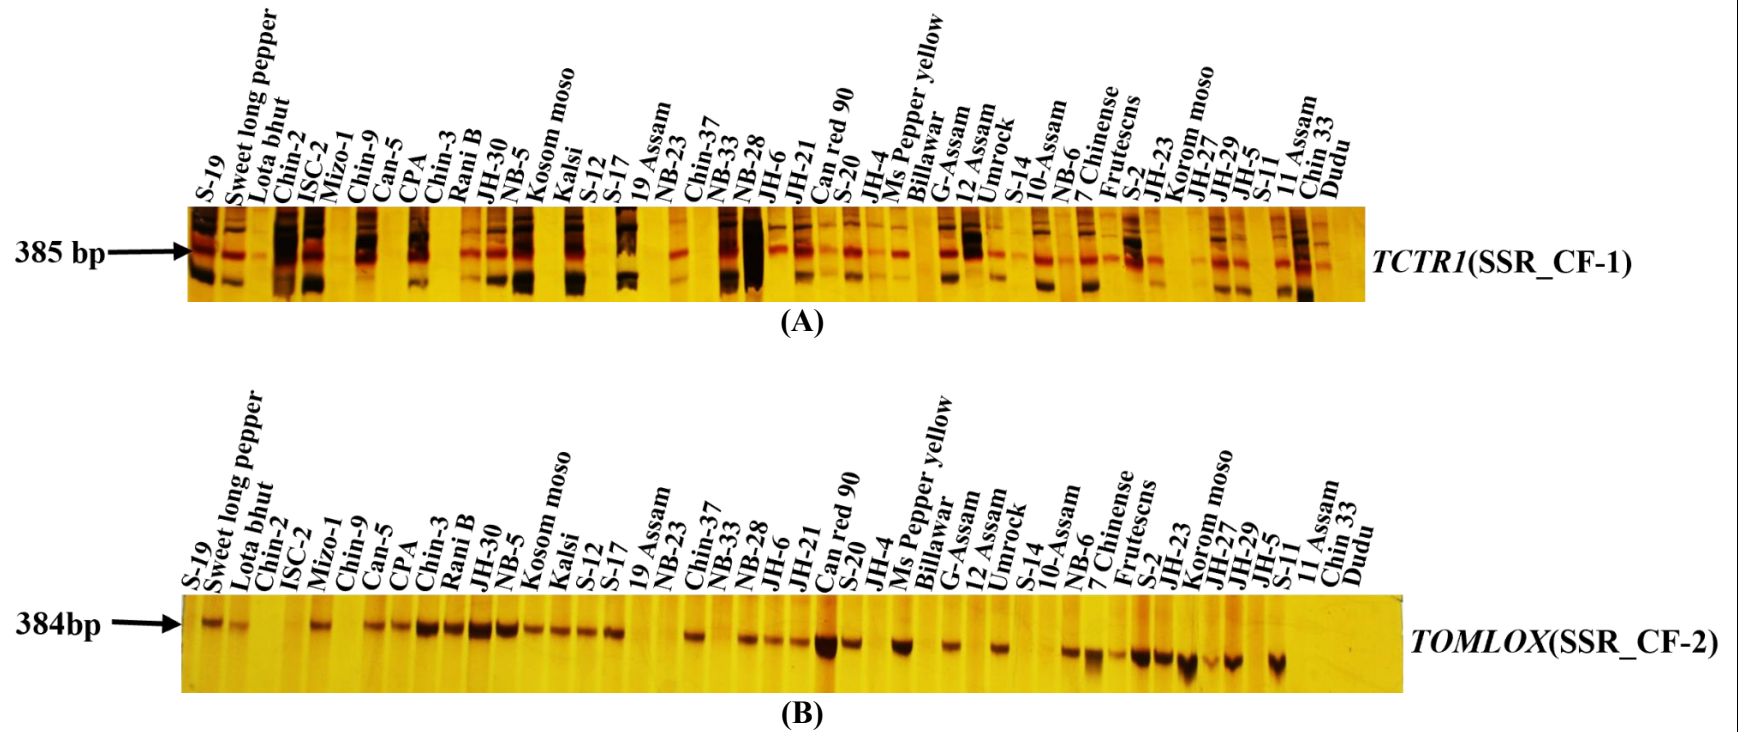 S-19
Sweet long pepper
Lota bhut
Chin-2
ISC-2
Mizo-1
Chin-9
Can-5
CPA
Chin-3
Rani B
JH-30
NB-5
Kosom moso
Kalsi
S-12
S-17
19 Assam
NB-23
Chin-37
NB-33
NB-28
JH-6
JH-21
Can red 90
S-20
JH-4
Ms Pepper yellow
Billawar
G-Assam
12 Assam
Umrock
S-14
10-Assam
NB-6
7 Chinense
Frutescns
S-2
JH-23
Korom moso
JH-27
JH-29
JH-5
S-11
11 Assam
Chin 33
Dudu
385 bp
TCTR1(SSR_CF-1)
(A)
S-19
Sweet long pepper
Lota bhut
Chin-2
ISC-2
Mizo-1
Chin-9
Can-5
CPA
Chin-3
Rani B
JH-30
NB-5
Kosom moso
Kalsi
S-12
S-17
19 Assam
NB-23
Chin-37
NB-33
NB-28
JH-6
JH-21
Can red 90
S-20
JH-4
Ms Pepper yellow
Billawar
G-Assam
12 Assam
Umrock
S-14
10-Assam
NB-6
7 Chinense
Frutescns
S-2
JH-23
Korom moso
JH-27
JH-29
JH-5
S-11
11 Assam
Chin 33
Dudu
384bp
TOMLOX(SSR_CF-2)
(B)